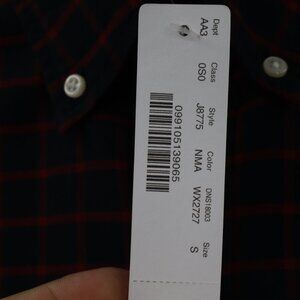 Dept Class Style Color DNS18003 Size
AA3 0S0 J8775 NMA WX2727 S
099105139065